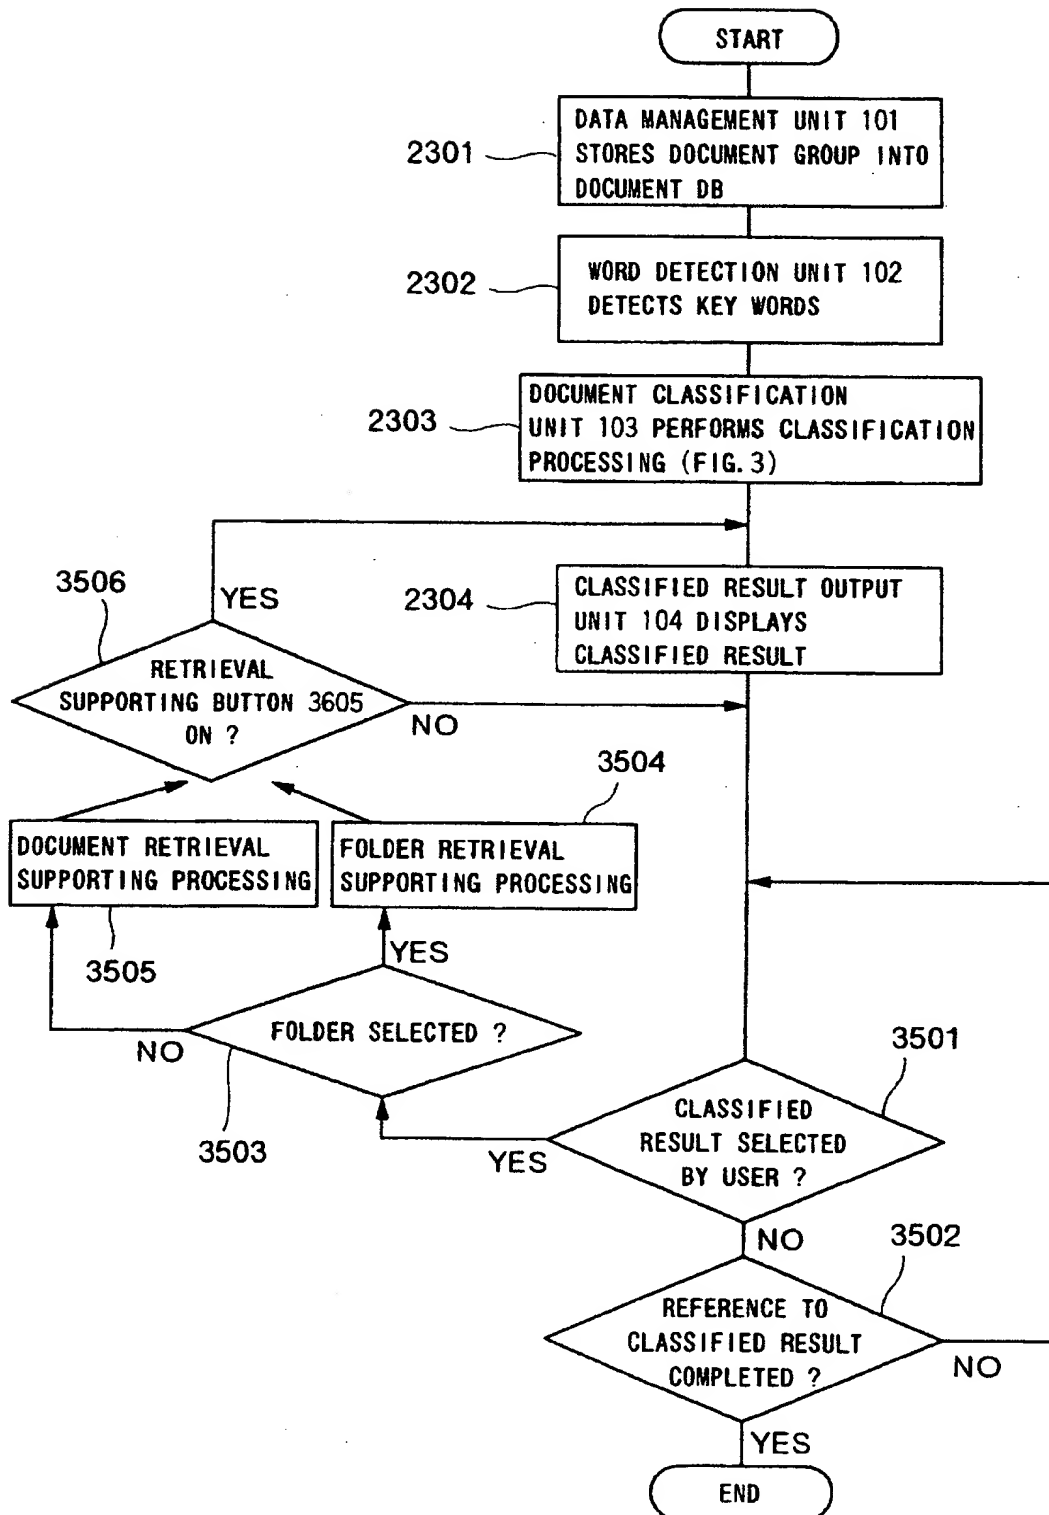 START
DATA MANAGEMENT UNIT 101
STORES DOCUMENT GROUP INTO
DOCUMENT DB
2301
WORD DETECTION UNIT 102
DETECTS KEY WORDS
2302
DOCUMENT CLASSIFICATION
UNIT 103 PERFORMS CLASSIFICATION
PROCESSING (FIG. 3)
2303
CLASSIFIED RESULT OUTPUT
UNIT 104 DISPLAYS
CLASSIFIED RESULT
2304
3506
YES
RETRIEVAL
SUPPORTING BUTTON 3605
ON ?
NO
3504
DOCUMENT RETRIEVAL
SUPPORTING PROCESSING
FOLDER RETRIEVAL
SUPPORTING PROCESSING
3505
YES
FOLDER SELECTED ?
NO
3503
3501
CLASSIFIED
RESULT SELECTED
BY USER ?
YES
NO
3502
REFERENCE TO
CLASSIFIED RESULT
COMPLETED ?
NO
YES
END